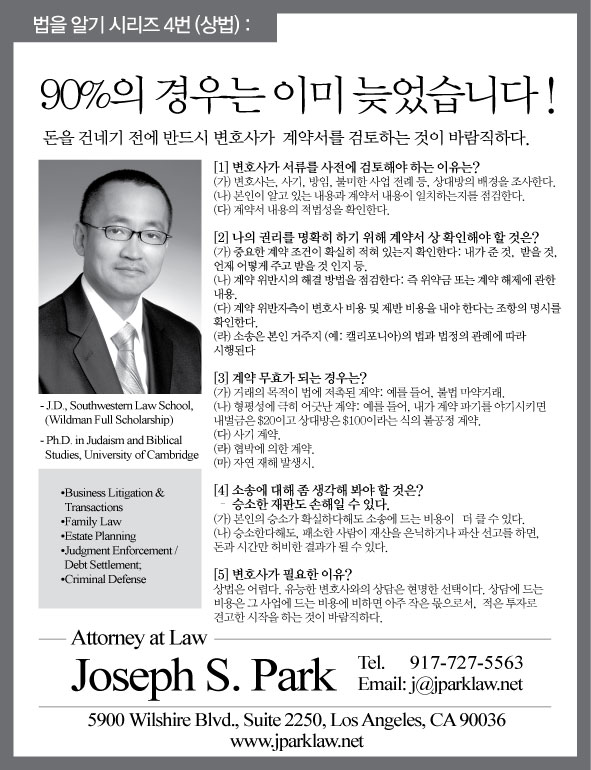 법을 알기 시리즈 4번 (상법) :
90%의 경우는 이미 늦었습니다 !
돈을 건네기 전에 반드시 변호사가 계약서를 검토하는 것이 바람직하다.
[1] 변호사가 서류를 사전에 검토해야 하는 이유는?
(가) 변호사는, 사기, 방임, 불미한 사업 전례 등, 상대방의 배경을 조사한다.
(나) 본인이 알고 있는 내용과 계약서 내용이 일치하는지를 점검한다.
(다) 계약서 내용의 적법성을 확인한다.
[2] 나의 권리를 명확히 하기 위해 계약서 상 확인해야 할 것은?
(가) 중요한 계약 조건이 확실히 적혀 있는지 확인한다: 내가 준 것, 받을 것,
언제 어떻게 주고 받을 것 인지 등.
(나) 계약 위반시의 해결 방법을 점검한다: 즉 위약금 또는 계약 해제에 관한
내용.
(다) 계약 위반자측이 변호사 비용 및 제반 비용을 내야 한다는 조항의 명시를
확인한다.
(라) 소송은 본인 거주지 (예: 캘리포니아)의 법과 법정의 관례에 따라
시행된다
[3] 계약 무효가 되는 경우는?
(가) 거래의 목적이 법에 저촉된 계약: 예를 들어, 불법 마약거래.
(나) 형평성에 극히 어긋난 계약: 예를 들어, 내가 계약 파기를 야기시키면
내벌금은 $20이고 상대방은 $100이라는 식의 불공정 계약.
(다) 사기 계약.
(라) 협박에 의한 계약.
(마) 자연 재해 발생시.
[4] 소송에 대해 좀 생각해 봐야 할 것은?
- 승소한 재판도 손해일 수 있다.
(가) 본인의 승소가 확실하다해도 소송에 드는 비용이 더 클 수 있다.
(나) 승소한다해도, 패소한 사람이 재산을 은닉하거나 파산 선고를 하면,
돈과 시간만 허비한 결과가 될 수 있다.
[5] 변호사가 필요한 이유?
상법은 어렵다. 유능한 변호사와의 상담은 현명한 선택이다. 상담에 드는
비용은 그 사업에 드는 비용에 비하면 아주 작은 몫으로서, 적은 투자로
견고한 시작을 하는 것이 바람직하다.
- J.D., Southwestern Law School,
(Wildman Full Scholarship)
- Ph.D. in Judaism and Biblical
Studies, University of Cambridge
•Business Litigation &
Transactions
•Family Law
•Estate Planning
•Judgment Enforcement /
Debt Settlement;
•Criminal Defense
Attorney at Law
Joseph S. Park
Tel. 917-727-5563
Email: j@jparklaw.net
5900 Wilshire Blvd., Suite 2250, Los Angeles, CA 90036
www.jparklaw.net